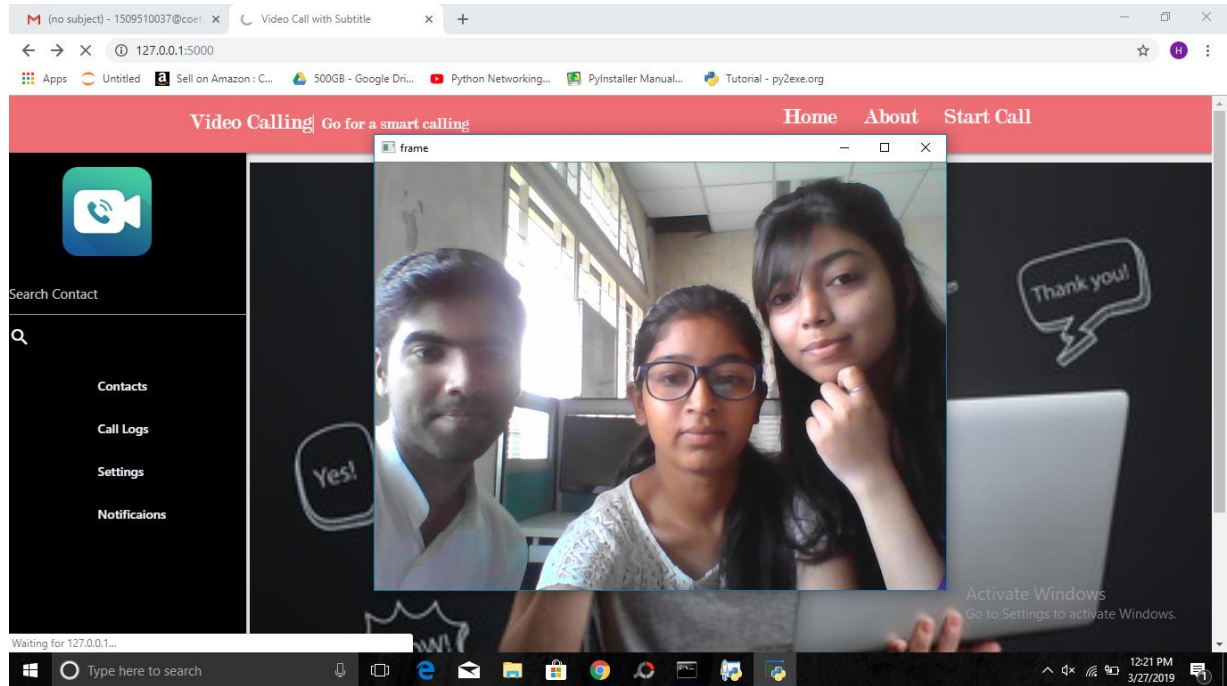 (no subject) - 1509510037@coet
Video Call with Subtitle
127.0.0.1:5000
Apps
Untitled
Sell on Amazon : C...
500GB - Google Dri...
Python Networking...
PyInstaller Manual...
Tutorial - py2exe.org
H
Video Calling| Go for a smart calling
Home
About
Start Call
frame
Search Contact
Contacts
Call Logs
Settings
Notificaions
Yes!
Thank you!
Activate Windows
Go to Settings to activate Windows.
Waiting for 127.0.0.1...
Type here to search
12:21 PM
3/27/2019